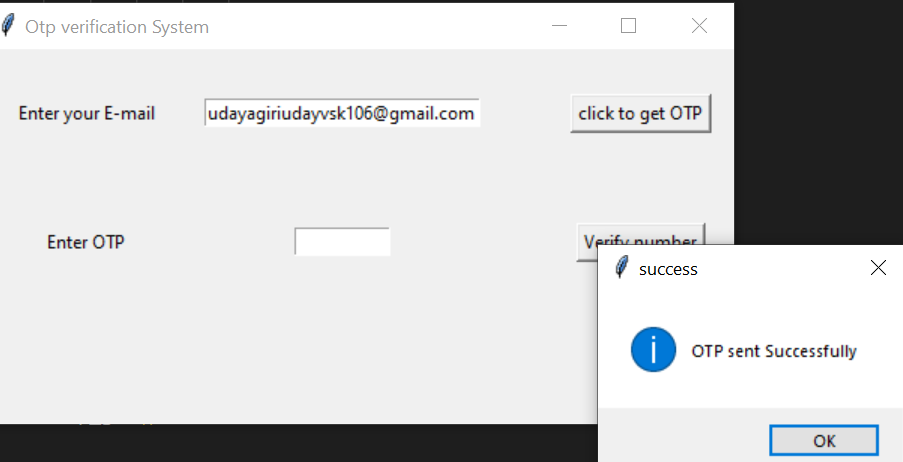 Otp verification System
Enter your E-mail udayagiriudayvsk106@gmail.com click to get OTP
Enter OTP Verify number
success
OTP sent Successfully
OK